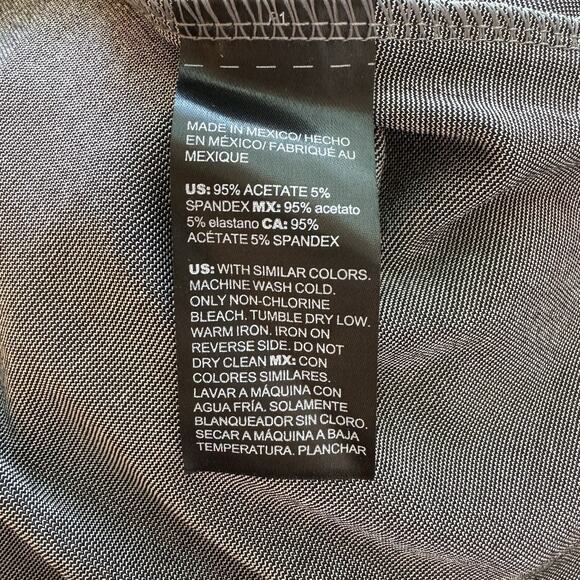 MADE IN MEXICO/ HECHO
EN MÉXICO/ FABRIQUÉ AU
MEXIQUE
US: 95% ACETATE 5%
SPANDEX MX: 95% acetato
5% elastano CA: 95%
ACÉTATE 5% SPANDEX
US: WITH SIMILAR COLORS.
MACHINE WASH COLD.
ONLY NON-CHLORINE
BLEACH. TUMBLE DRY LOW.
WARM IRON. IRON ON
REVERSE SIDE. DO NOT
DRY CLEAN MX: CON
COLORES SIMILARES.
LAVAR A MÁQUINA CON
AGUA FRÍA. SOLAMENTE
BLANQUEADOR SIN CLORO.
SECAR A MÁQUINA A BAJA
TEMPERATURA. PLANCHAR